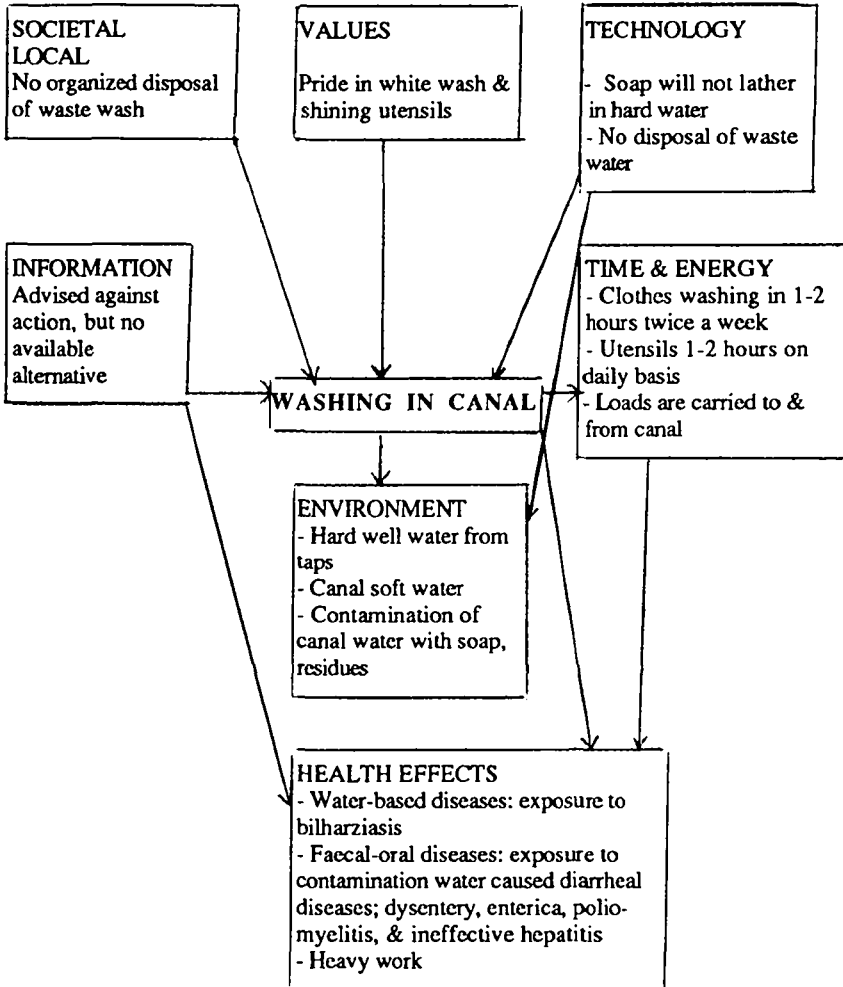 SOCIETAL
LOCAL
No organized disposal
of waste wash
VALUES
Pride in white wash &
shining utensils
TECHNOLOGY
- Soap will not lather
in hard water
- No disposal of waste
water
INFORMATION
Advised against
action, but no
available
alternative
WASHING IN CANAL
TIME & ENERGY
- Clothes washing in 1-2
hours twice a week
- Utensils 1-2 hours on
daily basis
- Loads are carried to &
from canal
ENVIRONMENT
- Hard well water from
taps
- Canal soft water
- Contamination of
canal water with soap,
residues
HEALTH EFFECTS
- Water-based diseases: exposure to
bilharziasis
- Faecal-oral diseases: exposure to
contamination water caused diarrheal
diseases; dysentery, enterica, polio-
myelitis, & ineffective hepatitis
- Heavy work